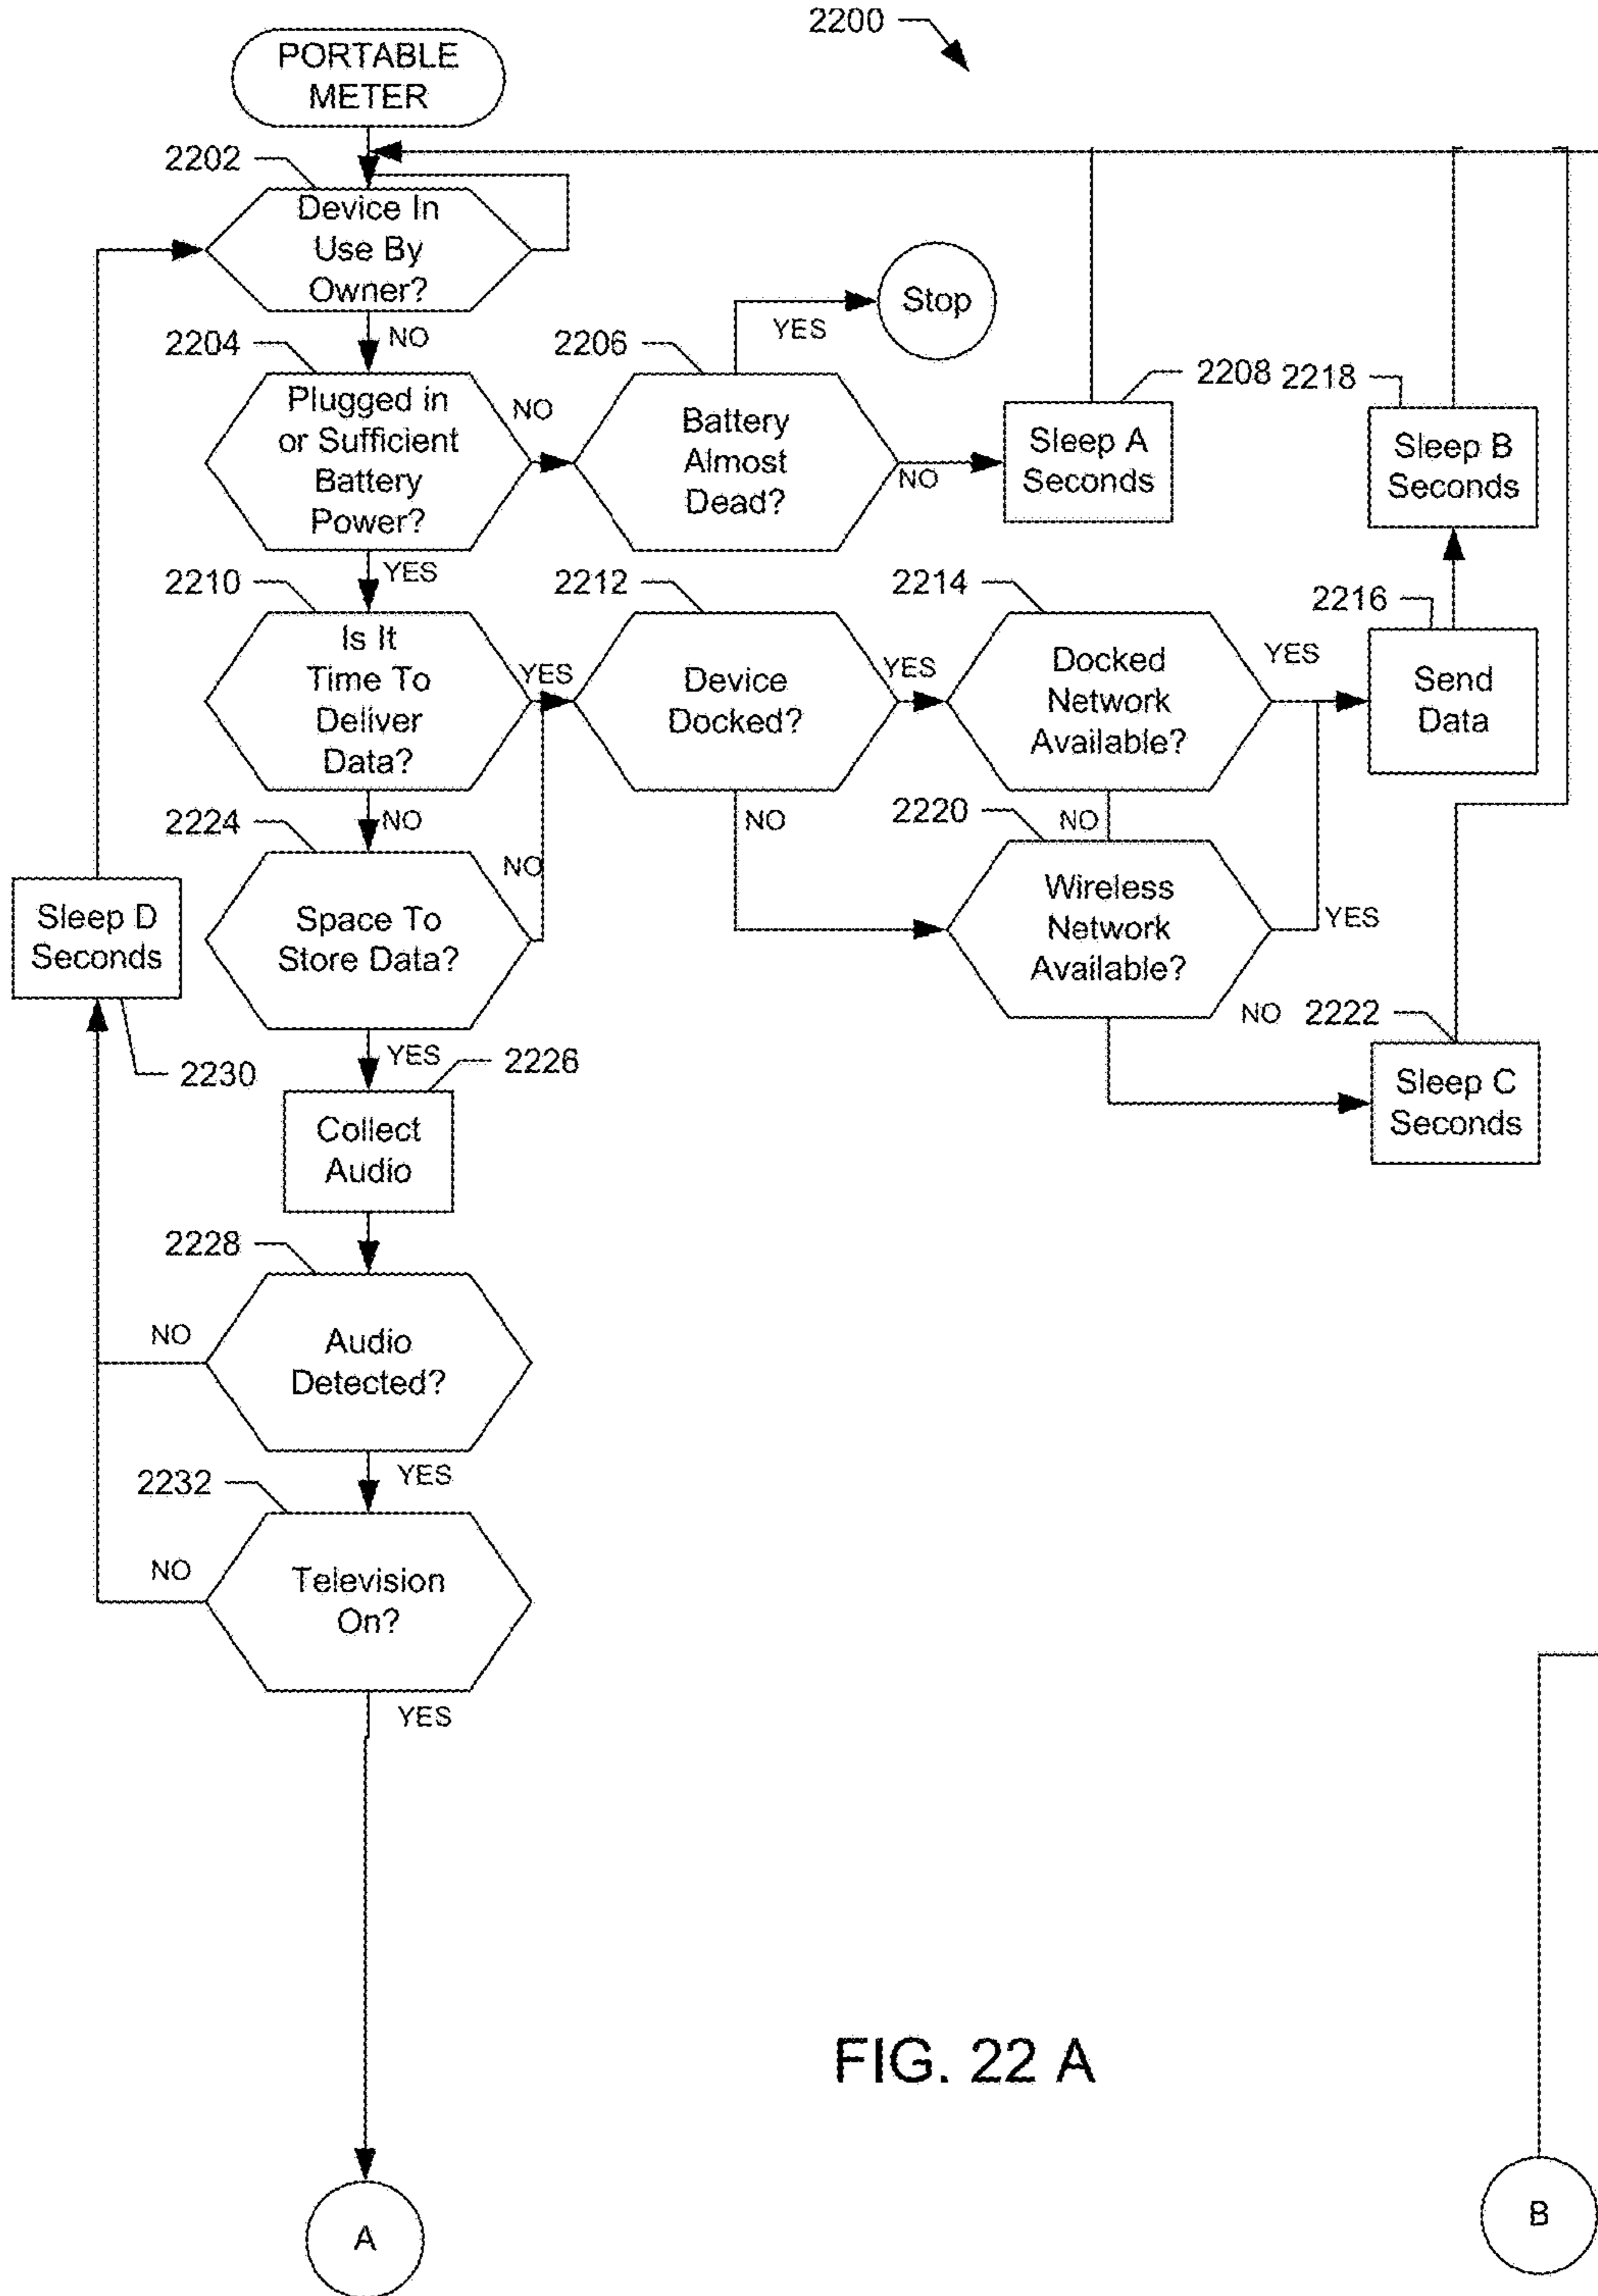 2200
PORTABLE
METER
2202
Device In
Use By
Owner?
NO
Stop
YES
2204
Plugged in
or Sufficient
Battery
Power?
NO
2206
Battery
Almost
Dead?
NO
2208
Sleep A
Seconds
2218
Sleep B
Seconds
YES
2210
Is It
Time To
Deliver
Data?
YES
2212
Device
Docked?
YES
2214
Docked
Network
Available?
YES
2216
Send
Data
NO
NO
NO
2224
Space To
Store Data?
NO
2220
Wireless
Network
Available?
YES
NO
2222
Sleep C
Seconds
Sleep D
Seconds
2230
YES
2226
Collect
Audio
2228
Audio
Detected?
NO
YES
2232
Television
On?
NO
YES
FIG. 22 A
A
B